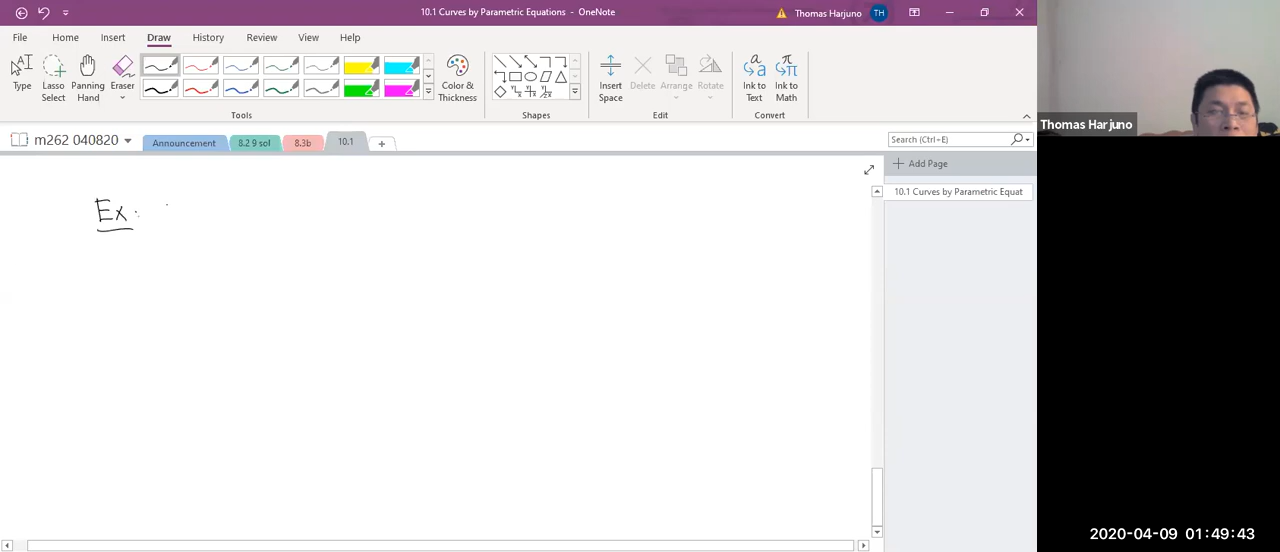 10.1 Curves by Parametric Equations - OneNote
Thomas Harjuno
TH
File Home Insert Draw History Review View Help
Type
Lasso Select
Panning Hand
Eraser
Color & Thickness
Insert Space
Delete
Arrange
Rotate
Ink to Text
Ink to Math
Tools
Shapes
Edit
Convert
m262 040820
Announcement
8.2 9 sol
8.3b
10.1
Search (Ctrl+E)
Add Page
10.1 Curves by Parametric Equat
Ex:
Thomas Harjuno
2020-04-09 01:49:43